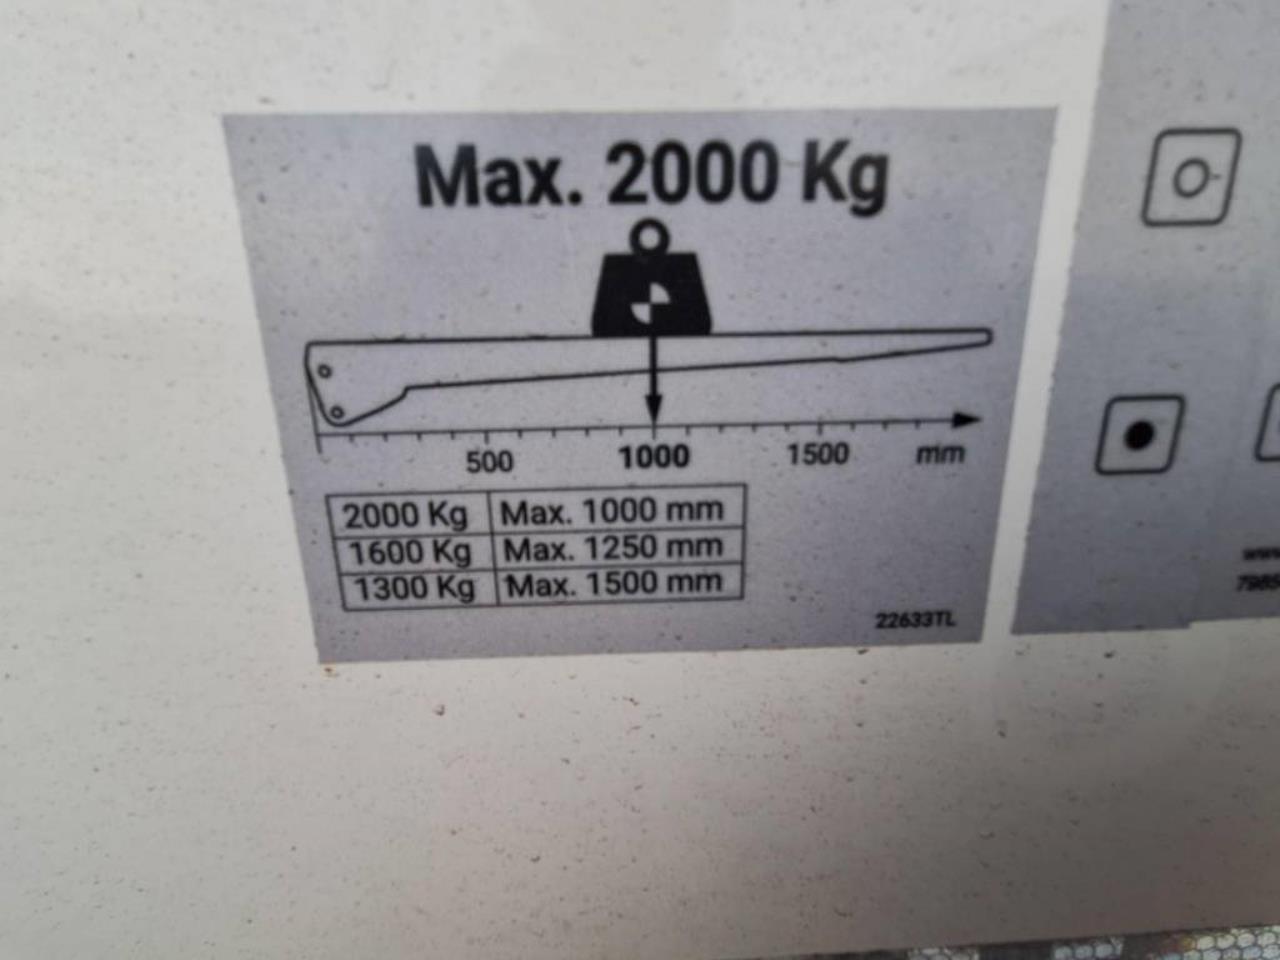 Max. 2000 Kg
500 1000 1500 mm
2000 Kg Max. 1000 mm
1600 Kg Max. 1250 mm
1300 Kg Max. 1500 mm
22633TL